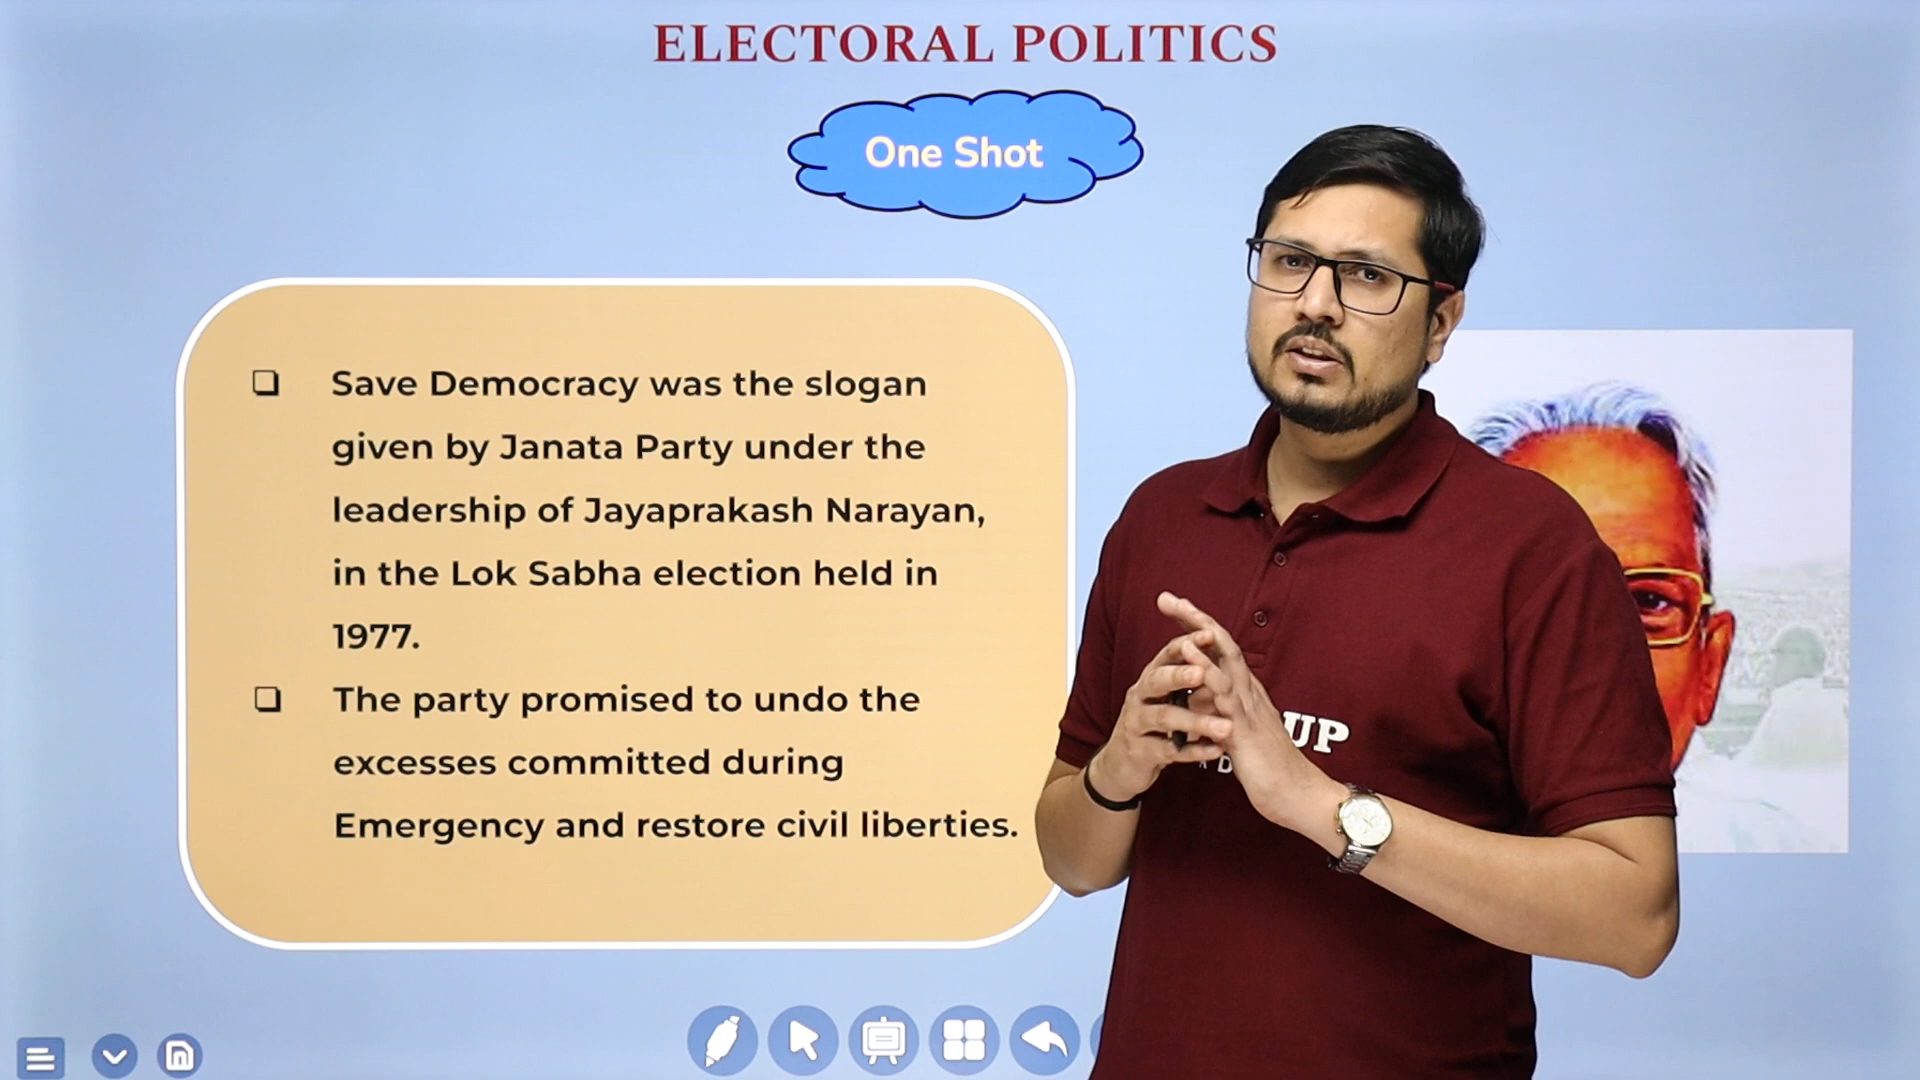 ELECTORAL POLITICS
One Shot
❑ Save Democracy was the slogan
given by Janata Party under the
leadership of Jayaprakash Narayan,
in the Lok Sabha election held in
1977.
❑ The party promised to undo the
excesses committed during
Emergency and restore civil liberties.
UP